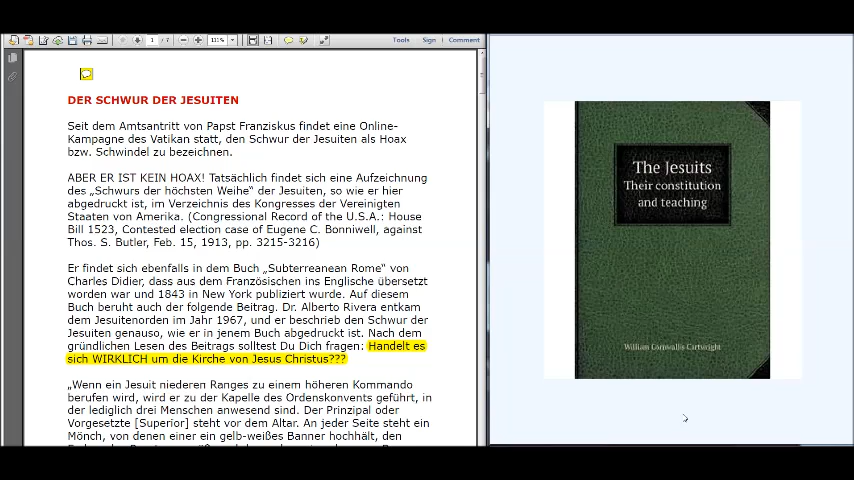 1 / 7
111%
Tools
Sign
Comment
DER SCHWUR DER JESUITEN
Seit dem Amtsantritt von Papst Franziskus findet eine Online-
Kampagne des Vatikan statt, den Schwur der Jesuiten als Hoax
bzw. Schwindel zu bezeichnen.
ABER ER IST KEIN HOAX! Tatsächlich findet sich eine Aufzeichnung
des „Schwurs der höchsten Weihe" der Jesuiten, so wie er hier
abgedruckt ist, im Verzeichnis des Kongresses der Vereinigten
Staaten von Amerika. (Congressional Record of the U.S.A.: House
Bill 1523, Contested election case of Eugene C. Bonniwell, against
Thos. S. Butler, Feb. 15, 1913, pp. 3215-3216)
Er findet sich ebenfalls in dem Buch „Subterreanean Rome" von
Charles Didier, dass aus dem Französischen ins Englische übersetzt
worden war und 1843 in New York publiziert wurde. Auf diesem
Buch beruht auch der folgende Beitrag. Dr. Alberto Rivera entkam
dem Jesuitenorden im Jahr 1967, und er beschrieb den Schwur der
Jesuiten genauso, wie er in jenem Buch abgedruckt ist. Nach dem
gründlichen Lesen des Beitrags solltest Du Dich fragen: Handelt es
sich WIRKLICH um die Kirche von Jesus Christus???
„Wenn ein Jesuit niederen Ranges zu einem höheren Kommando
berufen wird, wird er zu der Kapelle des Ordenskonvents geführt, in
der lediglich drei Menschen anwesend sind. Der Prinzipal oder
Vorgesetzte [Superior] steht vor dem Altar. An jeder Seite steht ein
Mönch, von denen einer ein gelb-weißes Banner hochhält, den
The Jesuits
Their constitution
and teaching
William Cornwallis Cartwright